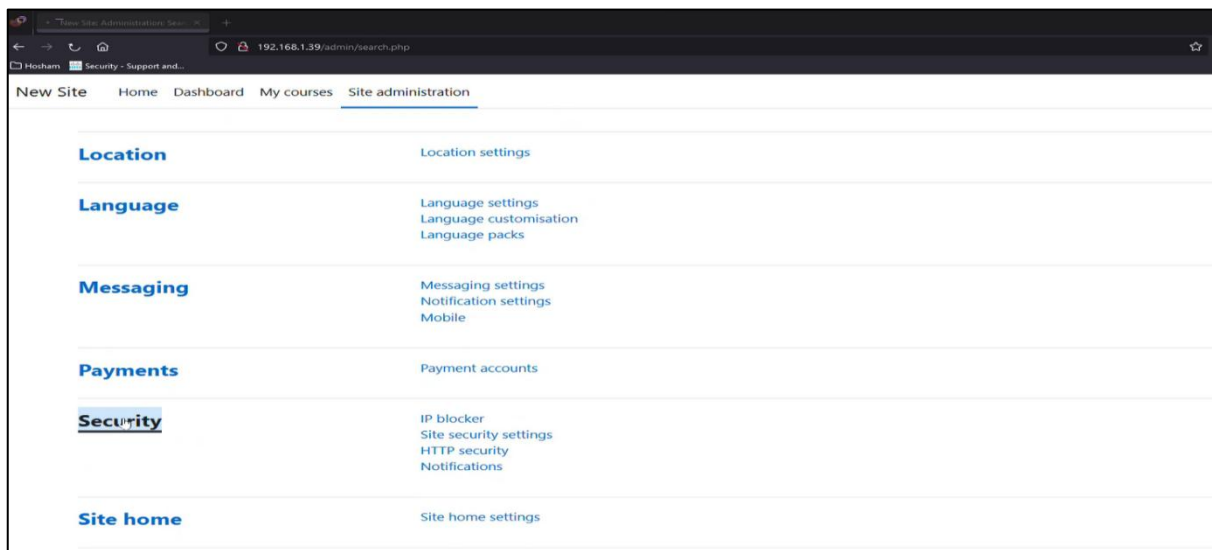 New Site: Administration: Sear
192.168.1.39/admin/search.php
Hosham Security - Support and...
New Site Home Dashboard My courses Site administration
Location Location settings
Language Language settings
Language customisation
Language packs
Messaging Messaging settings
Notification settings
Mobile
Payments Payment accounts
Security IP blocker
Site security settings
HTTP security
Notifications
Site home Site home settings